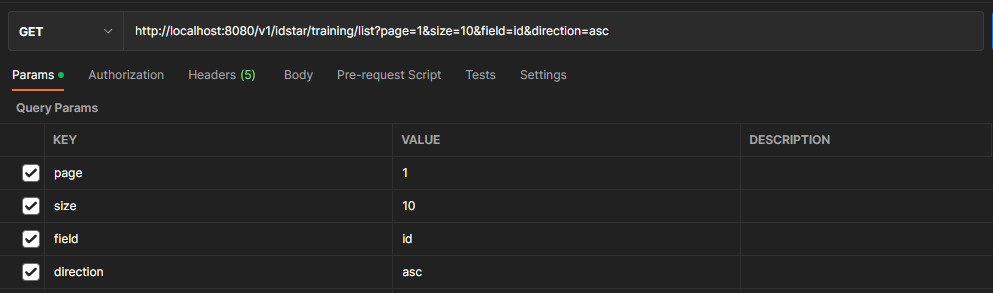 GET http://localhost:8080/v1/idstar/training/list?page=1&size=10&field=id&direction=asc
Params Authorization Headers (5) Body Pre-request Script Tests Settings
Query Params
KEY VALUE DESCRIPTION
page 1
size 10
field id
direction asc